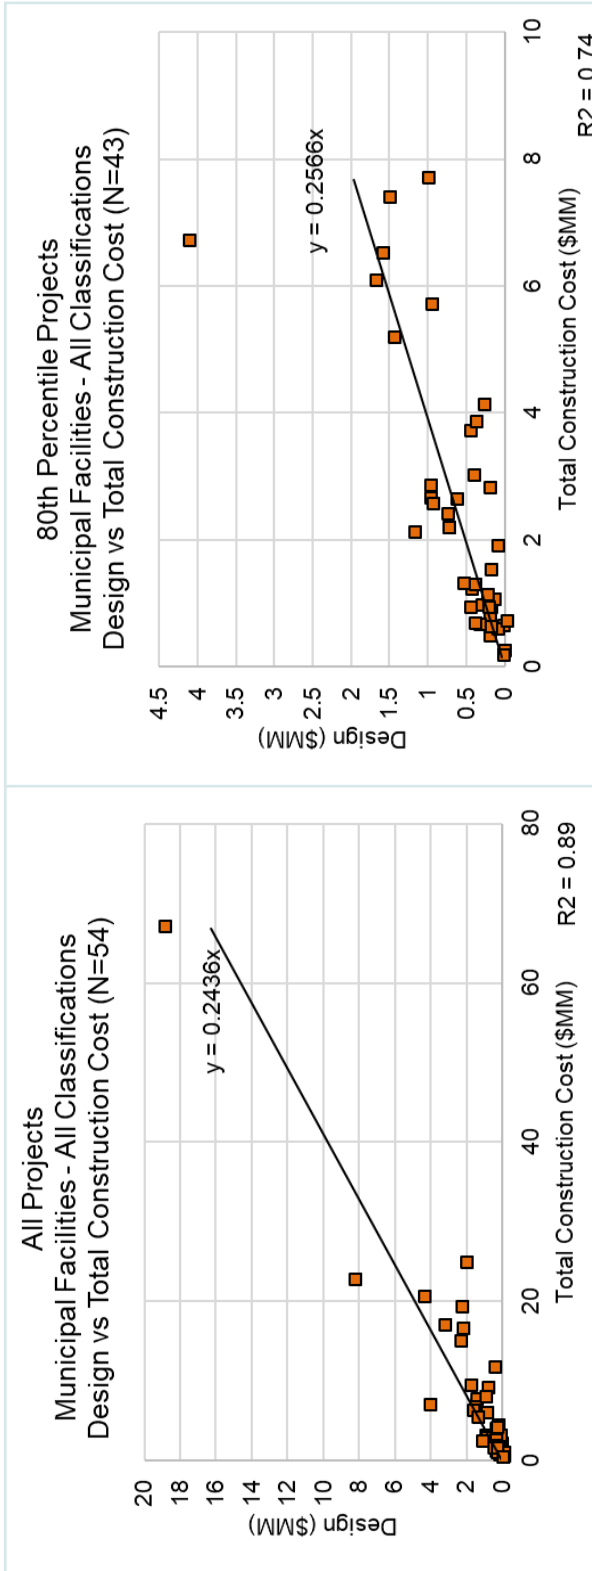 All Projects
Municipal Facilities - All Classifications
Design vs Total Construction Cost (N=54)
20
18
16
14
12
10
8
6
4
2
0
Design ($MM)
y = 0.2436x
0
20
40
60
80
Total Construction Cost ($MM)
R2 = 0.89
80th Percentile Projects
Municipal Facilities - All Classifications
Design vs Total Construction Cost (N=43)
4.5
4
3.5
3
2.5
2
1.5
1
0.5
0
Design ($MM)
y = 0.2566x
0
2
4
6
8
10
Total Construction Cost ($MM)
R2 = 0.74